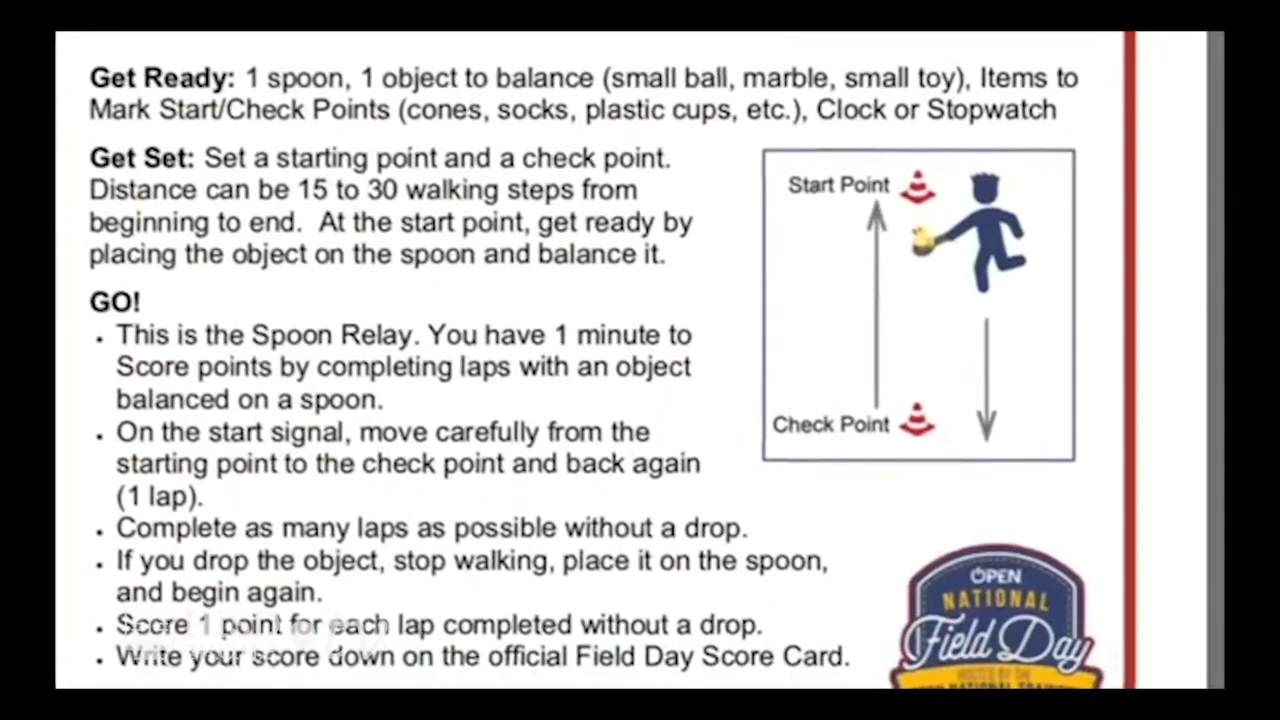 Get Ready: 1 spoon, 1 object to balance (small ball, marble, small toy), Items to
Mark Start/Check Points (cones, socks, plastic cups, etc.), Clock or Stopwatch
Get Set: Set a starting point and a check point.
Distance can be 15 to 30 walking steps from
beginning to end.  At the start point, get ready by
placing the object on the spoon and balance it.
Start Point
Check Point
GO!
• This is the Spoon Relay. You have 1 minute to
Score points by completing laps with an object
balanced on a spoon.
• On the start signal, move carefully from the
starting point to the check point and back again
(1 lap).
• Complete as many laps as possible without a drop.
• If you drop the object, stop walking, place it on the spoon,
and begin again.
• Score 1 point for each lap completed without a drop.
• Write your score down on the official Field Day Score Card.
OPEN
NATIONAL
Field Day
HOSTED BY THE
OPEN NATIONAL